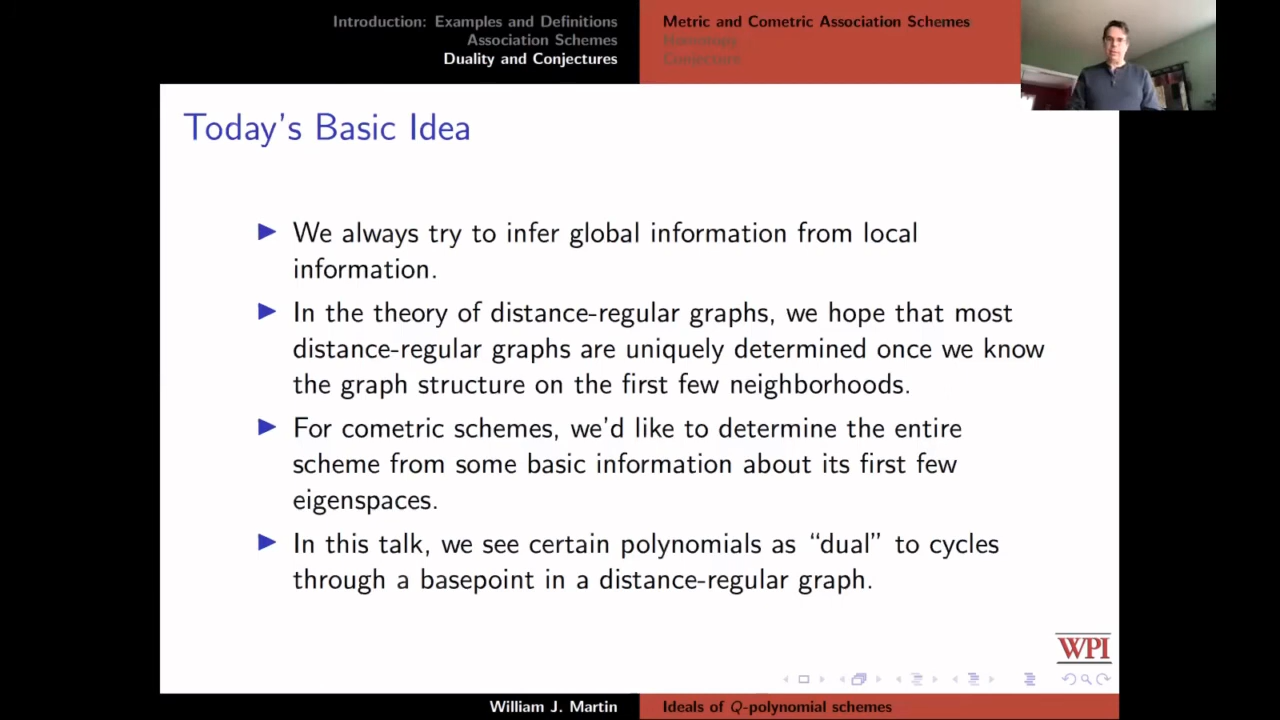 Introduction: Examples and Definitions
Association Schemes
Duality and Conjectures
Metric and Cometric Association Schemes
Homotopy
Conjecture
Today's Basic Idea
We always try to infer global information from local
information.
In the theory of distance-regular graphs, we hope that most
distance-regular graphs are uniquely determined once we know
the graph structure on the first few neighborhoods.
For cometric schemes, we'd like to determine the entire
scheme from some basic information about its first few
eigenspaces.
In this talk, we see certain polynomials as “dual” to cycles
through a basepoint in a distance-regular graph.
WPI
William J. Martin
Ideals of Q-polynomial schemes